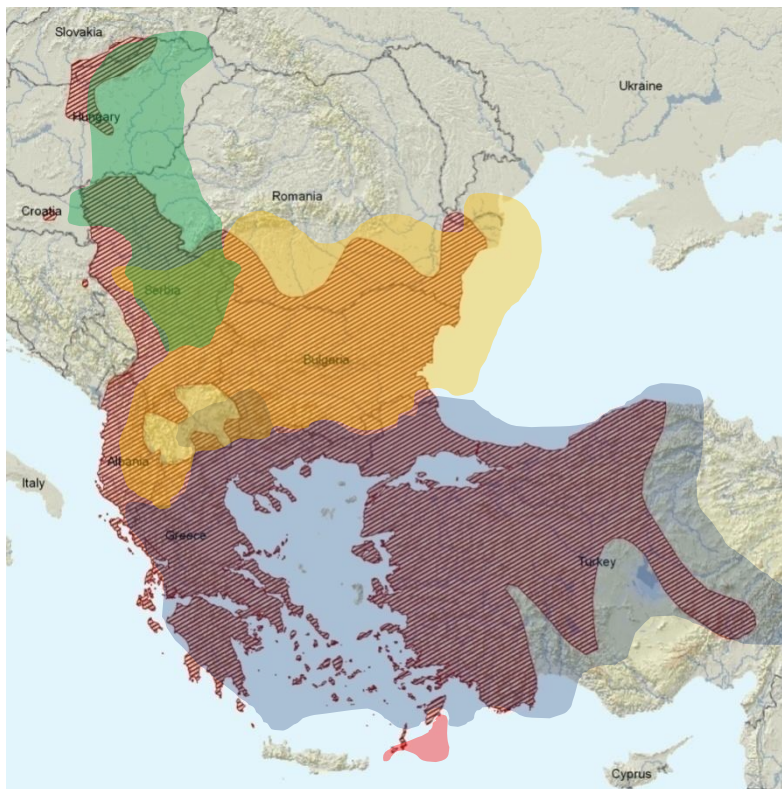 Slovakia
Ukraine
Hungary
Romania
Croatia
Serbia
Bulgaria
Albania
Italy
Greece
Turkey
Cyprus